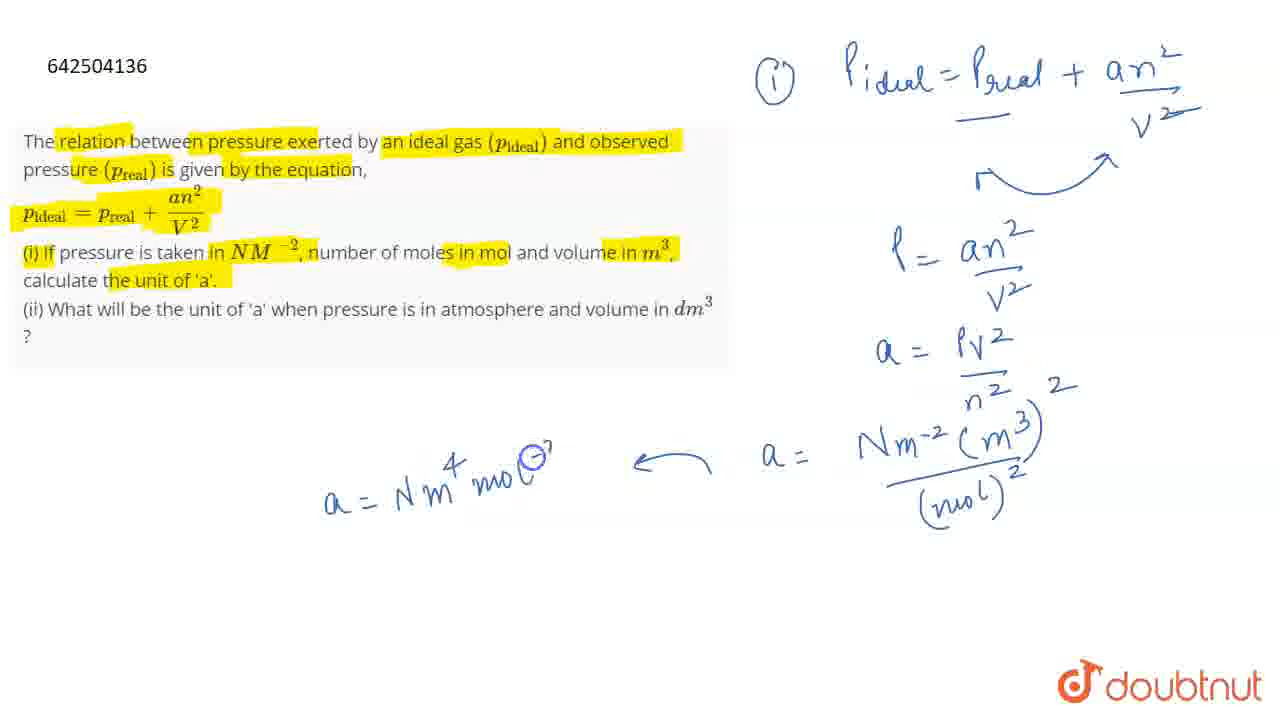 642504136
The relation between pressure exerted by an ideal gas (p_ideal) and observed
pressure (p_real) is given by the equation,
p_ideal = p_real + an²/V²
(i) If pressure is taken in NM⁻², number of moles in mol and volume in m³,
calculate the unit of 'a'.
(ii) What will be the unit of 'a' when pressure is in atmosphere and volume in dm³
?
(i) Pideal = Preal + an²/V²
P = an²/V²
a = PV²/n²
a = Nm⁻² (m³)²/(mol)²
a = Nm⁴ mol⁻²
doubtnut